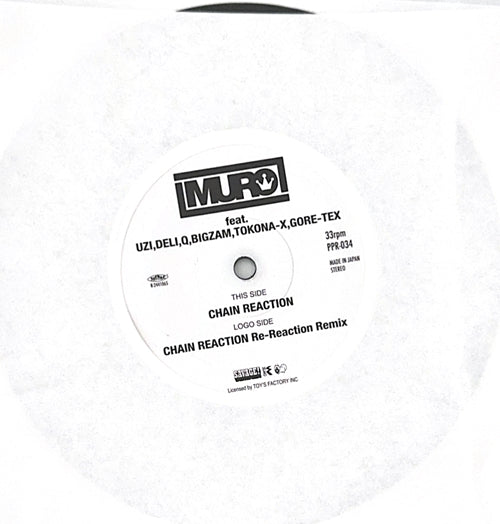 MURO
feat.
UZI,DELI,Q,BIGZAM,TOKONA-X,GORE-TEX
33rpm
PPR-034
MADE IN JAPAN
STEREO
THIS SIDE
CHAIN REACTION
LOGO SIDE
CHAIN REACTION Re-Reaction Remix
SAVAGE!
Licensed by TOY'S FACTORY INC